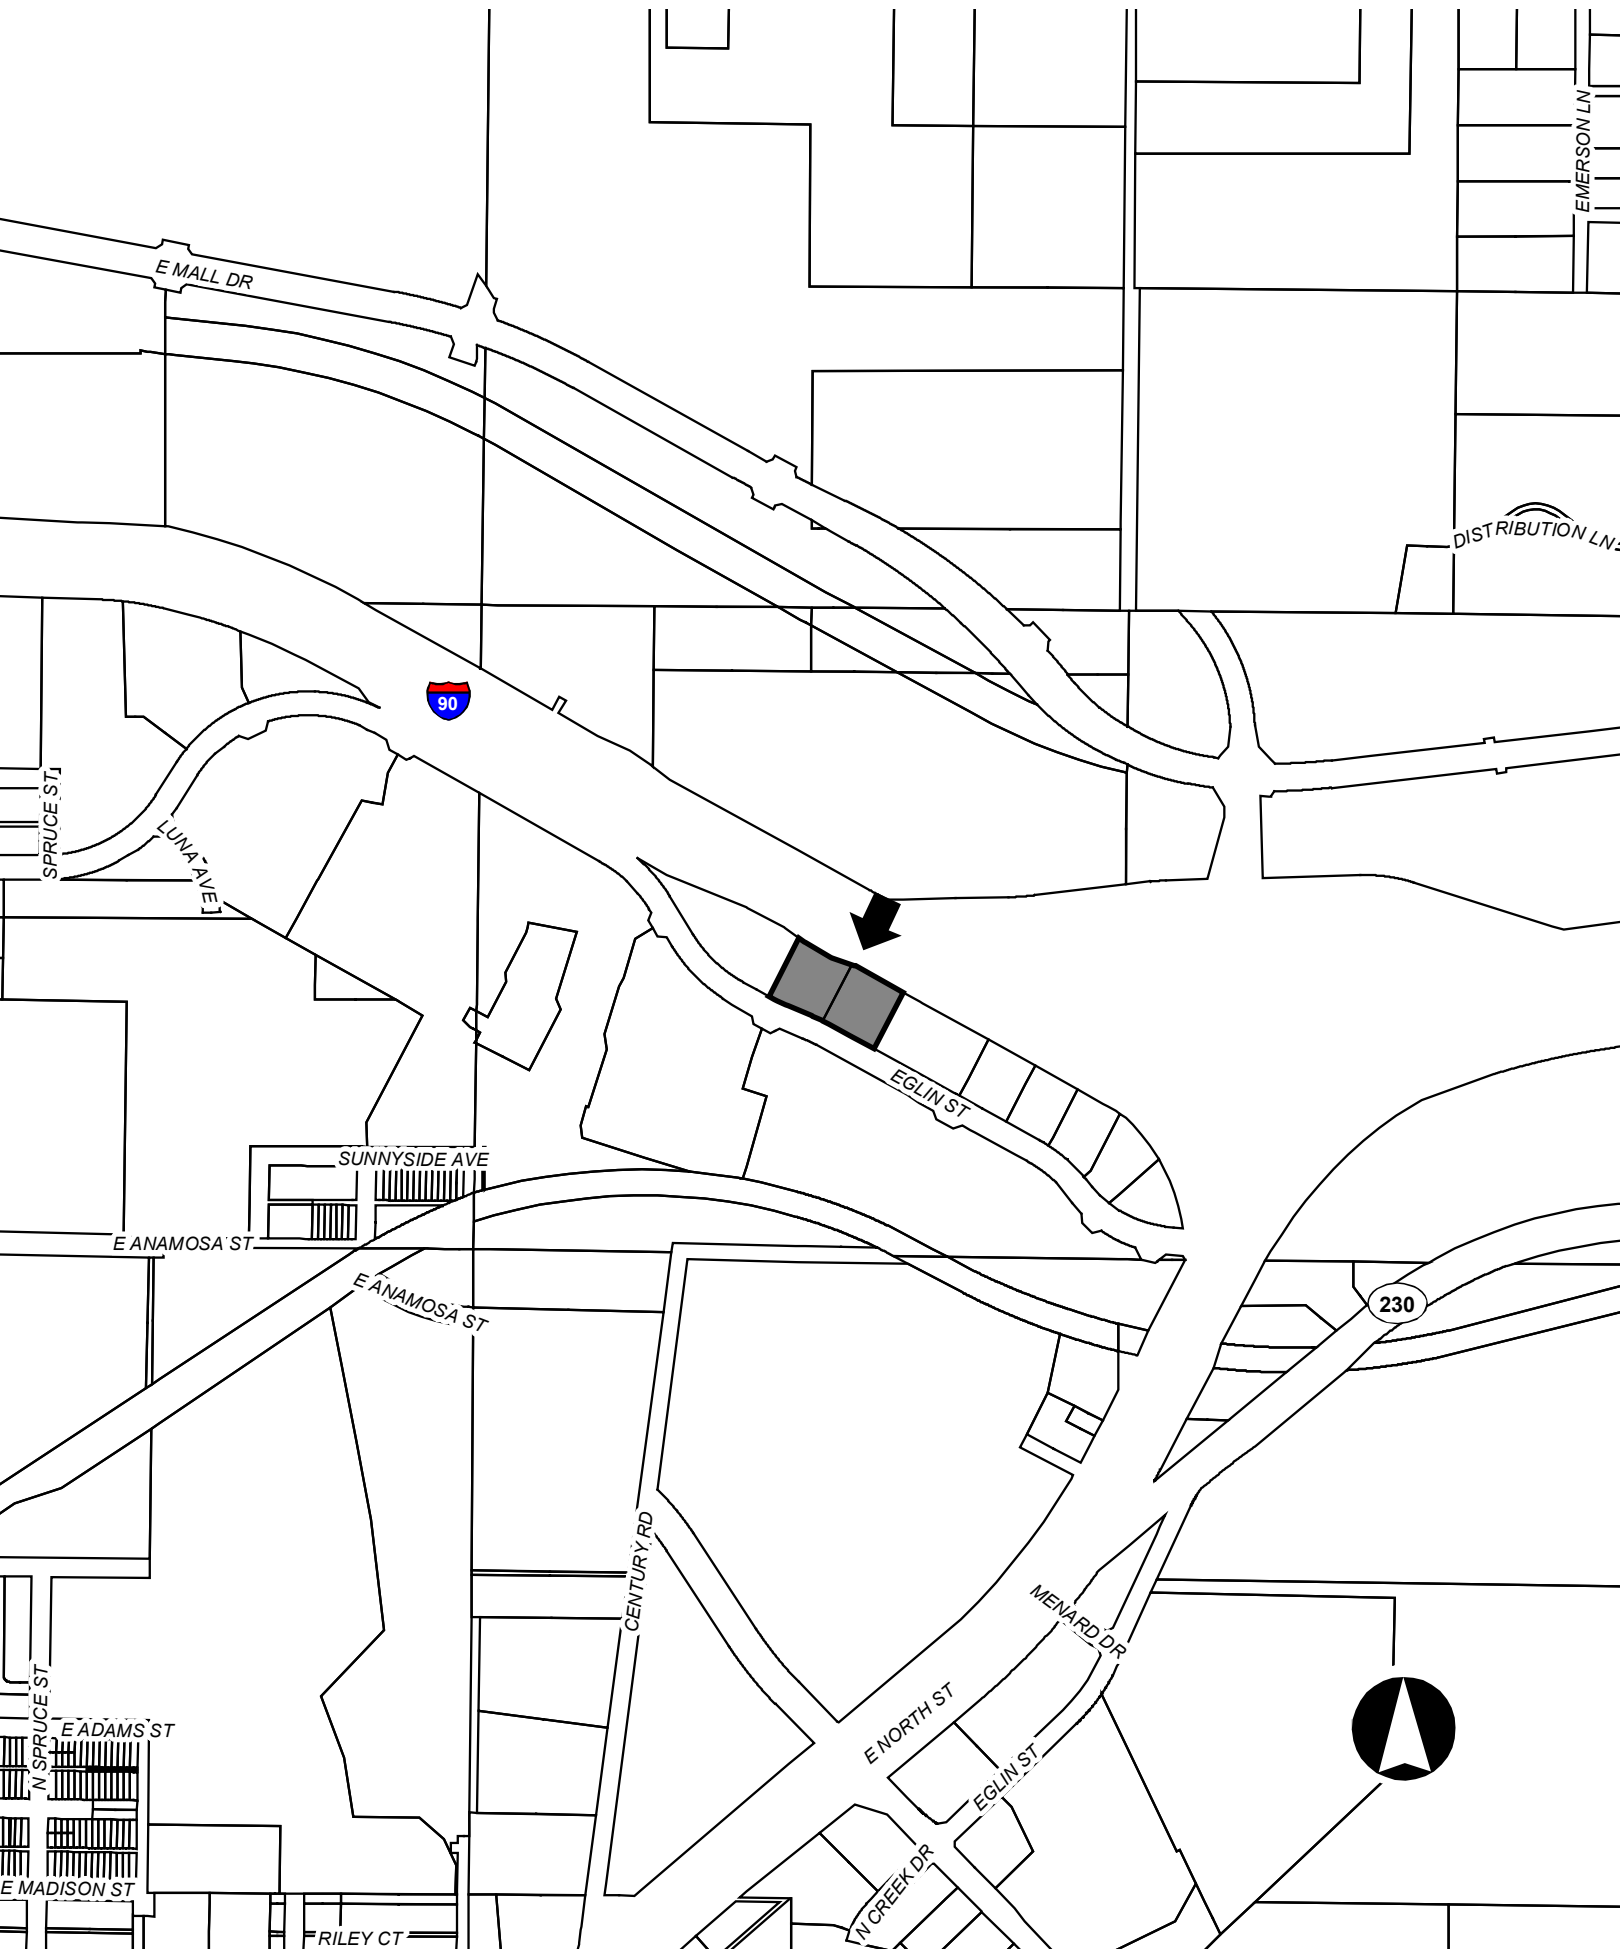 EMERSON LN
E MALL DR
DISTRIBUTION LN
90
SPRUCE ST
LUNA AVE
EGLIN ST
SUNNYSIDE AVE
E ANAMOSA ST
E ANAMOSA ST
230
CENTURY RD
MENARD DR
N SPRUCE ST
E NORTH ST
E ADAMS ST
EGLIN ST
N CREEK DR
E MADISON ST
RILEY CT